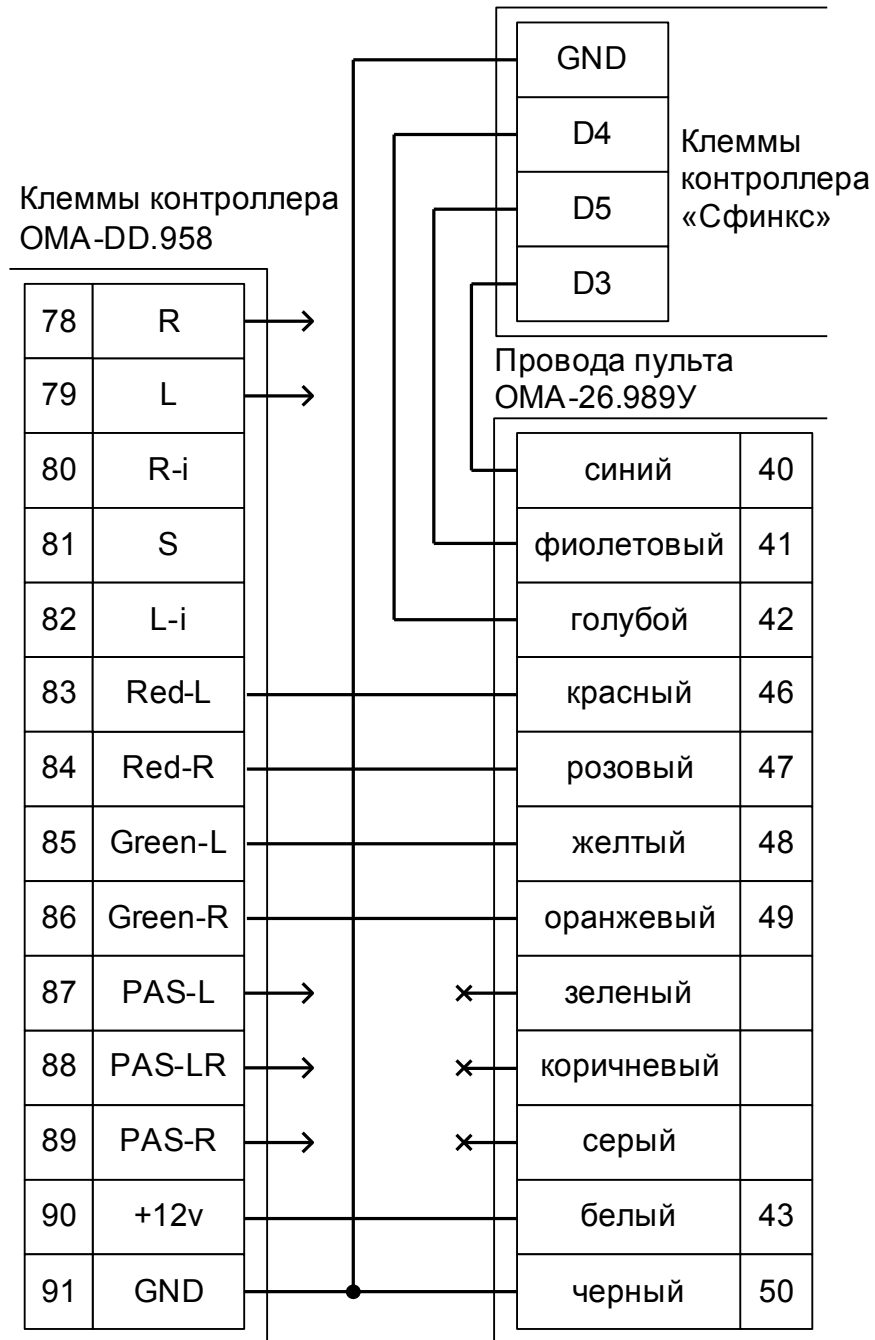 GND
D4
D5
D3
Клеммы
контроллера
«Сфинкс»
Клеммы контроллера
ОМА-DD.958
78 R
79 L
80 R-i
81 S
82 L-i
83 Red-L
84 Red-R
85 Green-L
86 Green-R
87 PAS-L
88 PAS-LR
89 PAS-R
90 +12v
91 GND
Провода пульта
ОМА-26.989У
синий 40
фиолетовый 41
голубой 42
красный 46
розовый 47
желтый 48
оранжевый 49
зеленый
коричневый
серый
белый 43
черный 50